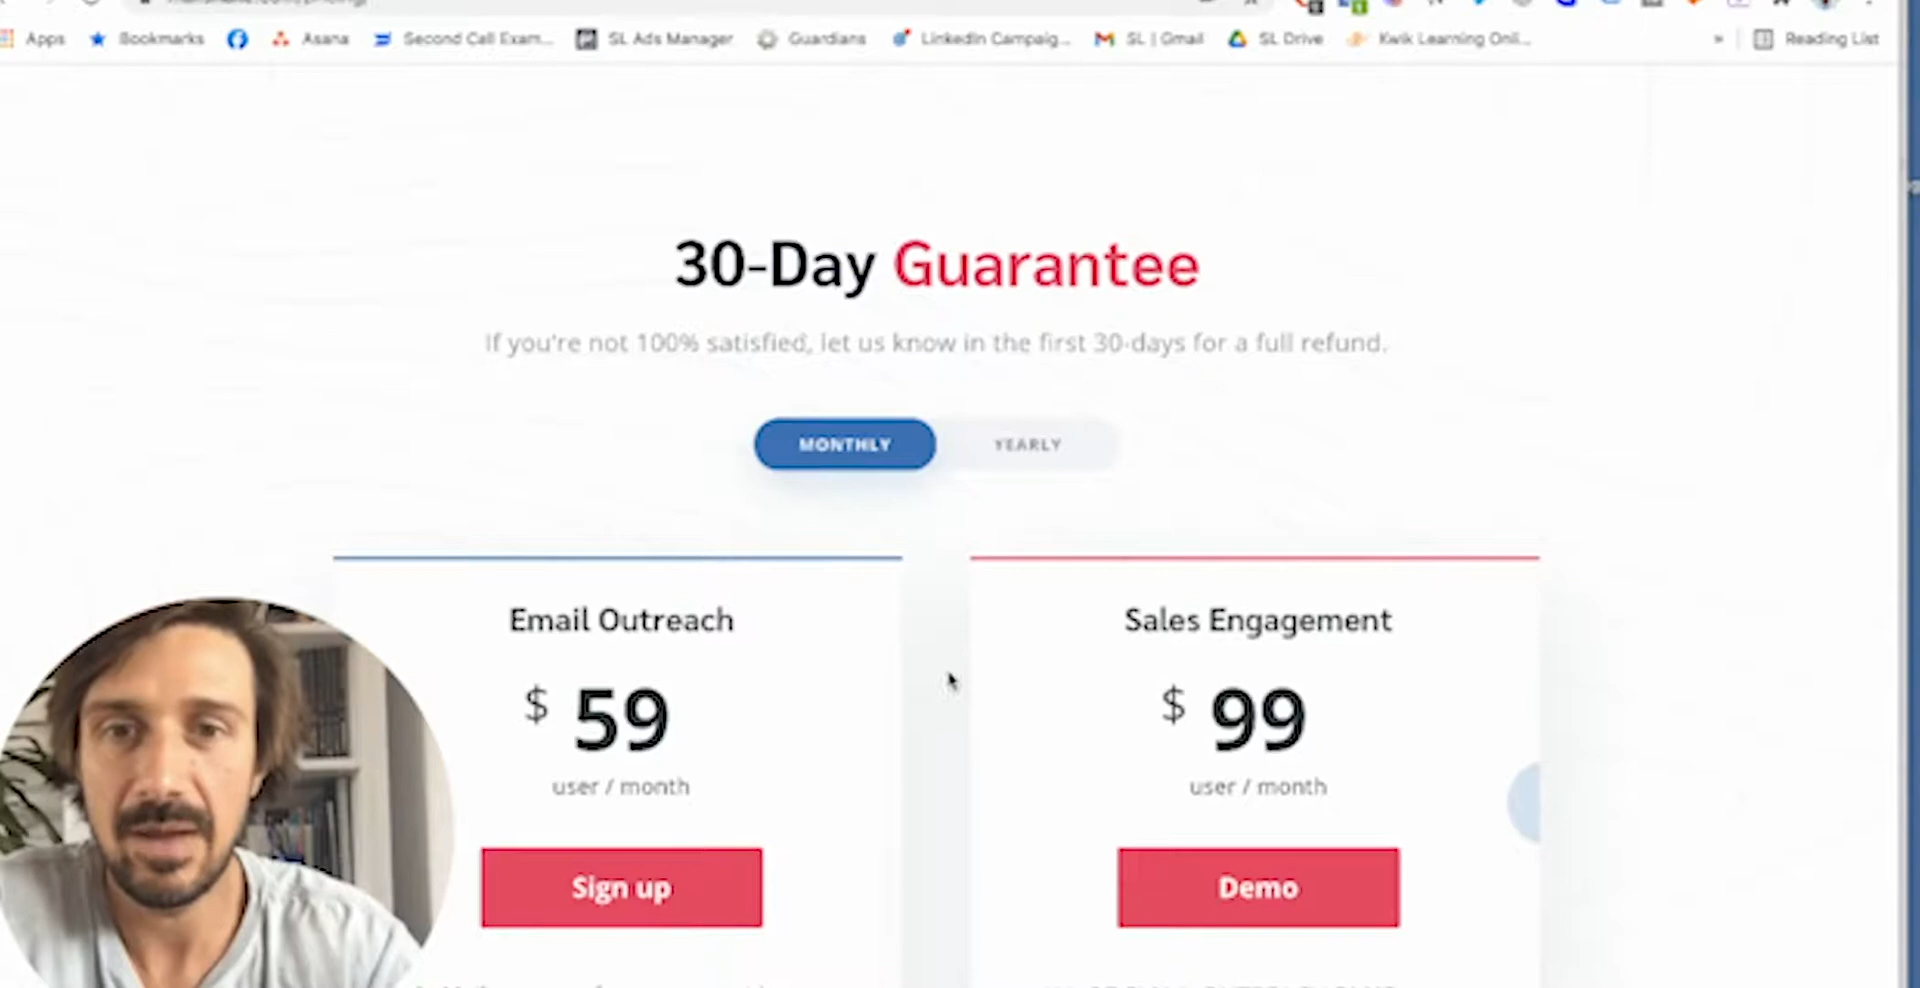 Apps Bookmarks Asana Second Call Exam... SL Ads Manager Guardians LinkedIn Campaig... SL | Gmail SL Drive Kwik Learning Onli... » Reading List
30-Day Guarantee
If you're not 100% satisfied, let us know in the first 30-days for a full refund.
MONTHLY YEARLY
Email Outreach
$ 59
user / month
Sign up
Sales Engagement
$ 99
user / month
Demo